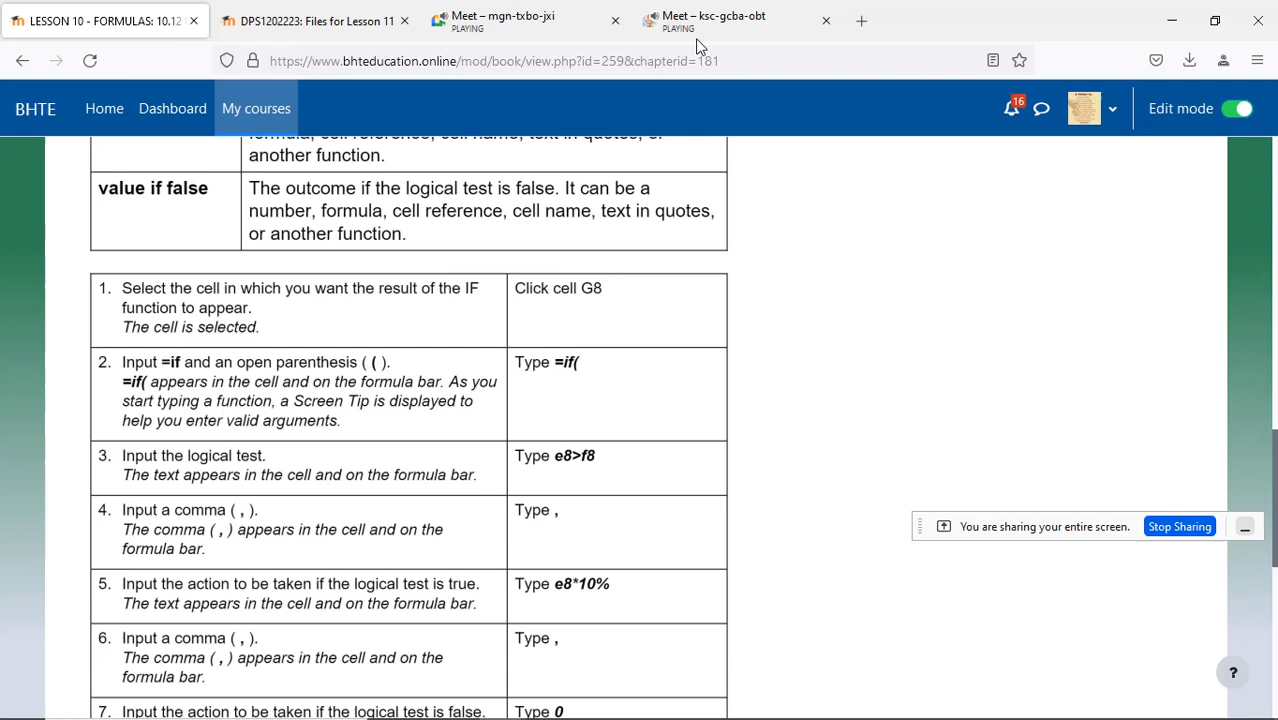 LESSON 10 - FORMULAS: 10.12
DPS1202223: Files for Lesson 11
Meet – mgn-txbo-jxi
PLAYING
Meet – ksc-gcba-obt
PLAYING
https://www.bhteducation.online/mod/book/view.php?id=259&chapterid=181
BHTE
Home
Dashboard
My courses
16
Edit mode
formula, cell reference, cell name, text in quotes, or
another function.
value if false
The outcome if the logical test is false. It can be a
number, formula, cell reference, cell name, text in quotes,
or another function.
1. Select the cell in which you want the result of the IF
function to appear.
The cell is selected.
Click cell G8
2. Input =if and an open parenthesis ( ( ).
=if( appears in the cell and on the formula bar. As you
start typing a function, a Screen Tip is displayed to
help you enter valid arguments.
Type =if(
3. Input the logical test.
The text appears in the cell and on the formula bar.
Type e8>f8
4. Input a comma ( , ).
The comma ( , ) appears in the cell and on the
formula bar.
Type ,
5. Input the action to be taken if the logical test is true.
The text appears in the cell and on the formula bar.
Type e8*10%
6. Input a comma ( , ).
The comma ( , ) appears in the cell and on the
formula bar.
Type ,
7. Input the action to be taken if the logical test is false.
Type 0
You are sharing your entire screen.
Stop Sharing
?